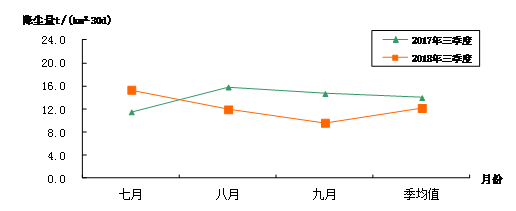 降尘量t/(km²·30d)
24.0
20.0
16.0
12.0
8.0
4.0
0.0
2017年三季度
2018年三季度
七月 八月 九月 季均值
月份